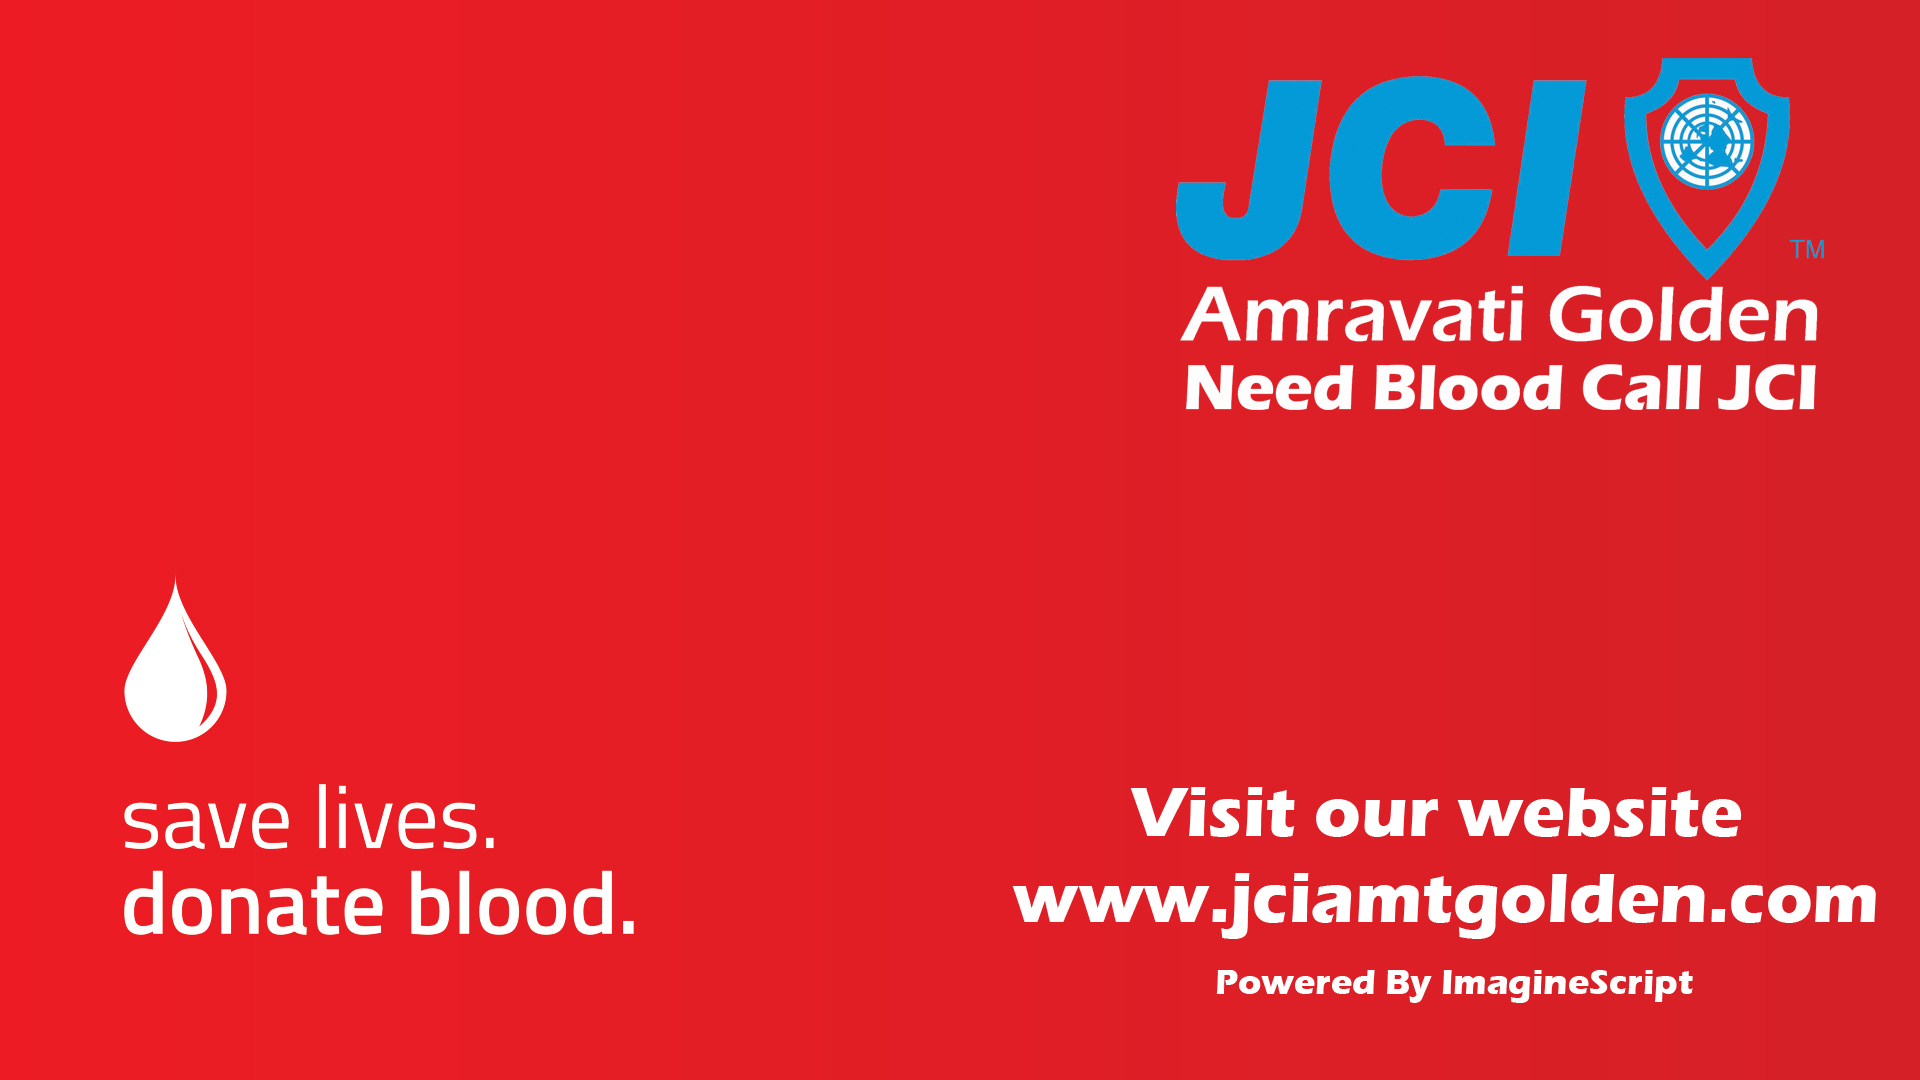 JCI
TM
Amravati Golden
Need Blood Call JCI
save lives.
donate blood.
Visit our website
www.jciamtgolden.com
Powered By ImagineScript